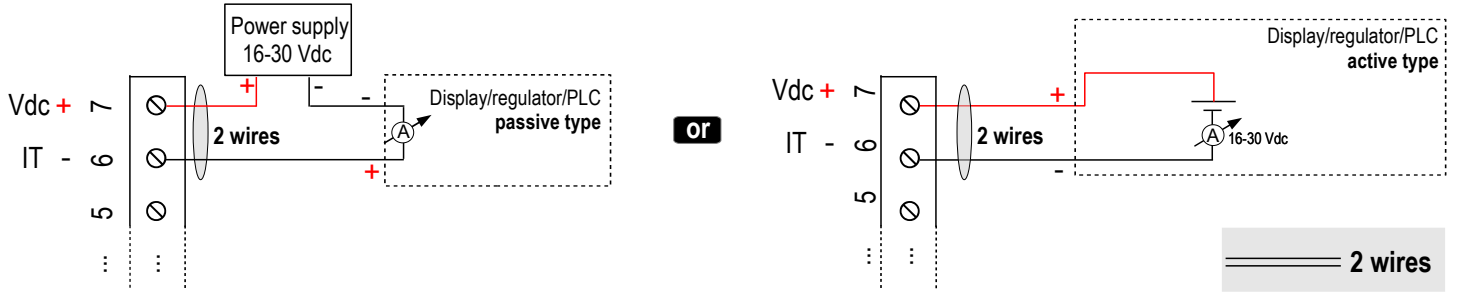 Power supply
16-30 Vdc
+
-
-
Display/regulator/PLC
passive type
Vdc + 7
A
2 wires
IT - 6
+
5
...
...
or
Display/regulator/PLC
active type
Vdc + 7
+
2 wires
A 16-30 Vdc
IT - 6
-
5
...
...
2 wires